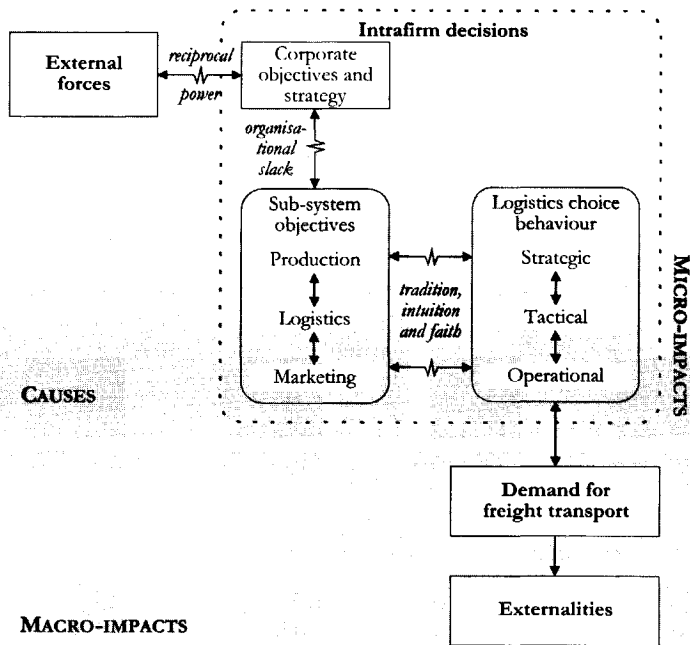 Intrafirm decisions
External
forces
reciprocal
power
Corporate
objectives and
strategy
organisa-
tional
slack
Sub-system
objectives
Production
Logistics
Marketing
tradition,
intuition
and faith
Logistics choice
behaviour
Strategic
Tactical
Operational
MICRO-IMPACTS
CAUSES
Demand for
freight transport
Externalities
MACRO-IMPACTS